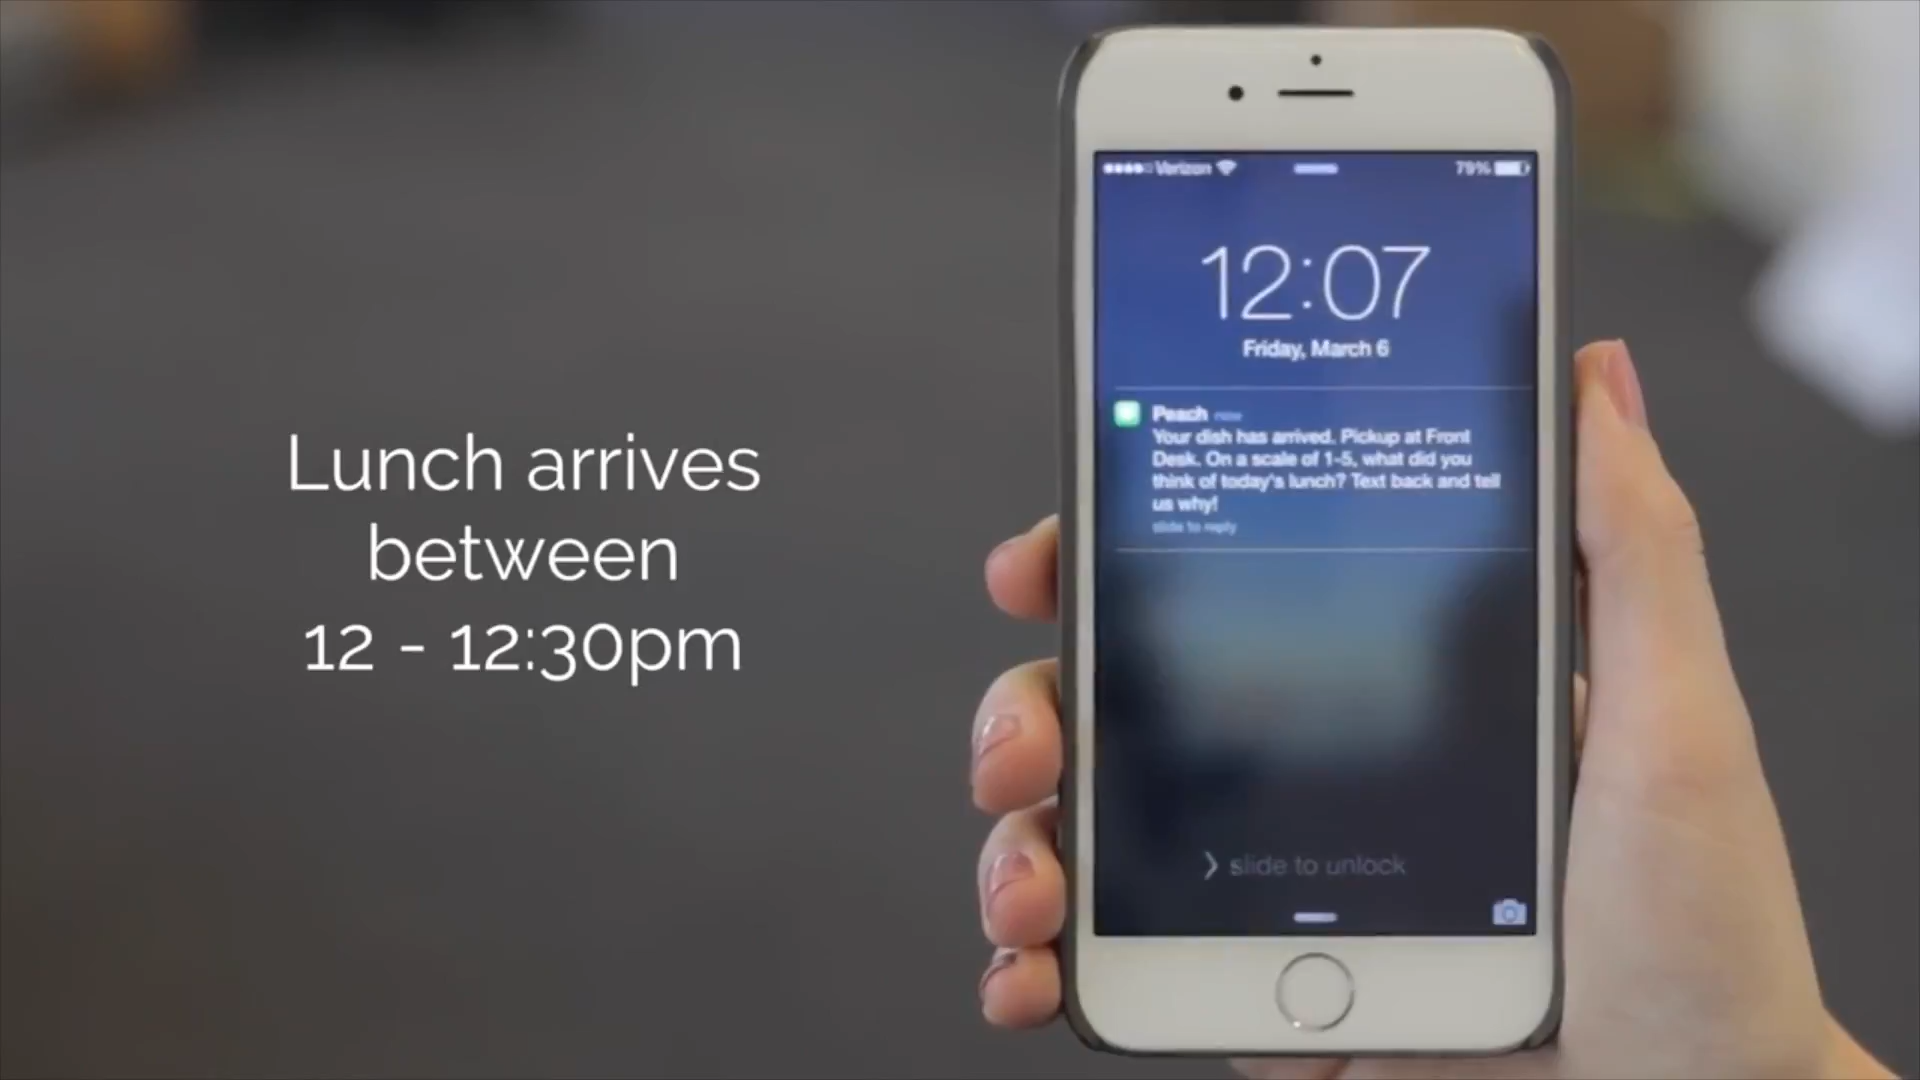 Lunch arrives
between
12 - 12:30pm
Verizon
79%
12:07
Friday, March 6
Peach now
Your dish has arrived. Pickup at Front
Desk. On a scale of 1-5, what did you
think of today's lunch? Text back and tell
us why!
slide to reply
slide to unlock